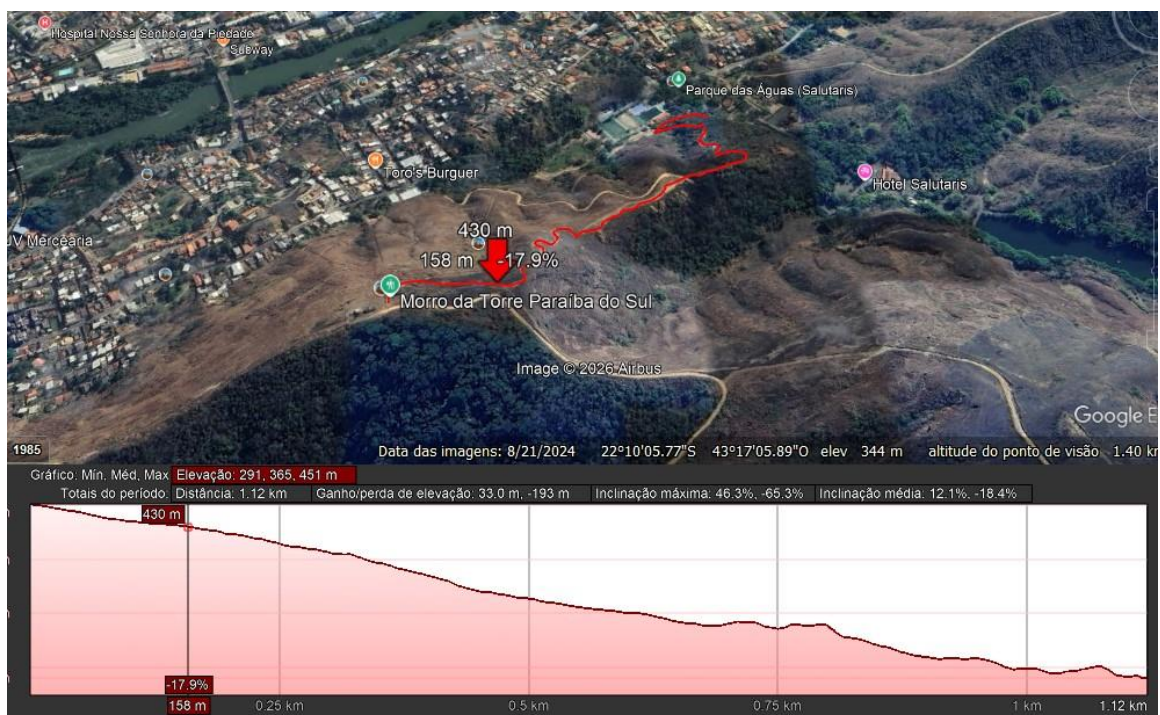 Hospital Nossa Senhora da Piedade
Subway
Parque das Águas (Salutaris)
Toro's Burguer
Hotel Salutaris
JV Mercearia
430 m
158 m -17.9%
Morro da Torre Paraíba do Sul
Image © 2026 Airbus
Google E
1985
Data das imagens: 8/21/2024 22°10'05.77"S 43°17'05.89"O elev 344 m altitude do ponto de visão 1.40 km
Gráfico: Mín. Méd, Max Elevação: 291, 365, 451 m
Totais do período: Distância: 1.12 km Ganho/perda de elevação: 33.0 m, -193 m Inclinação máxima: 46.3%, -65.3% Inclinação média: 12.1%, -18.4%
430 m
-17.9%
158 m 0.25 km 0.5 km 0.75 km 1 km 1.12 km